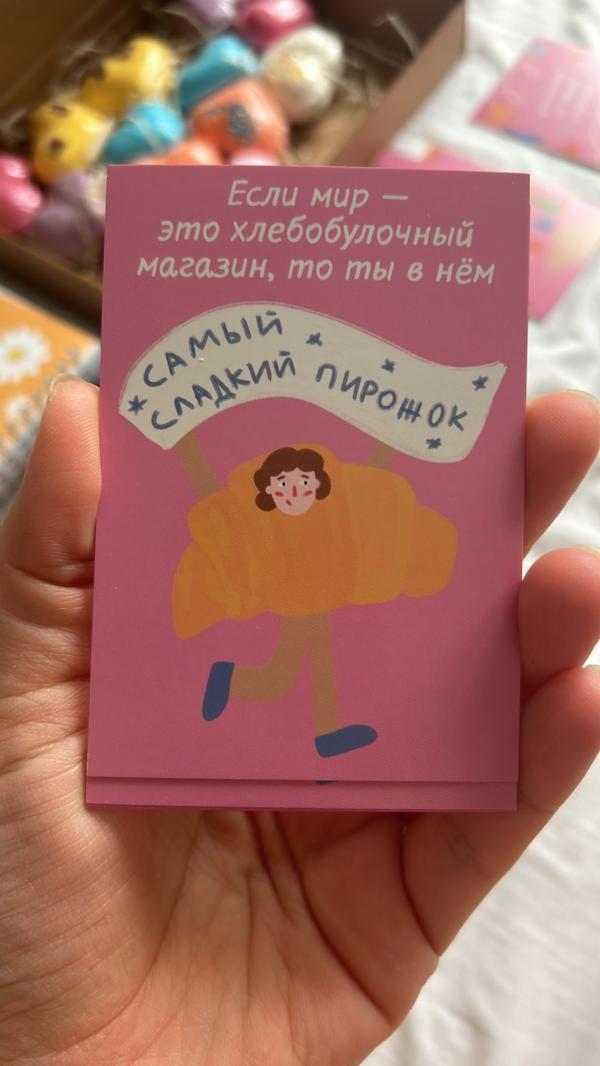 Если мир —
это хлебобулочный
магазин, то ты в нём
САМЫЙ
СЛАДКИЙ ПИРОЖОК